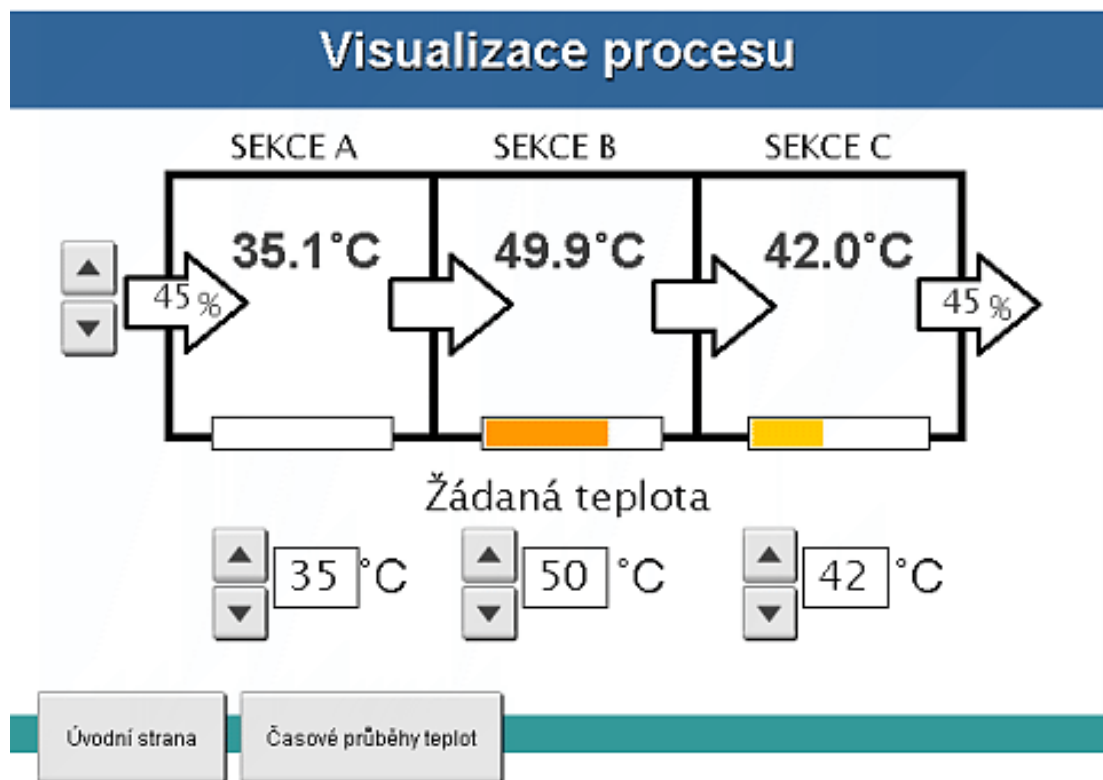 Visualizace procesu
SEKCE A SEKCE B SEKCE C
35.1°C 49.9°C 42.0°C
45 % 45 %
Žádaná teplota
35 °C 50 °C 42 °C
Úvodní strana Časové průběhy teplot